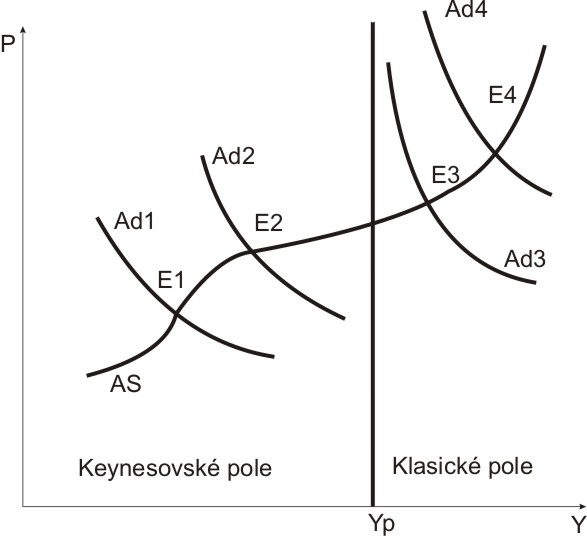 Ad4
P
E4
Ad2
E3
Ad1
E2
Ad3
E1
AS
Keynesovské pole
Klasické pole
Yp
Y